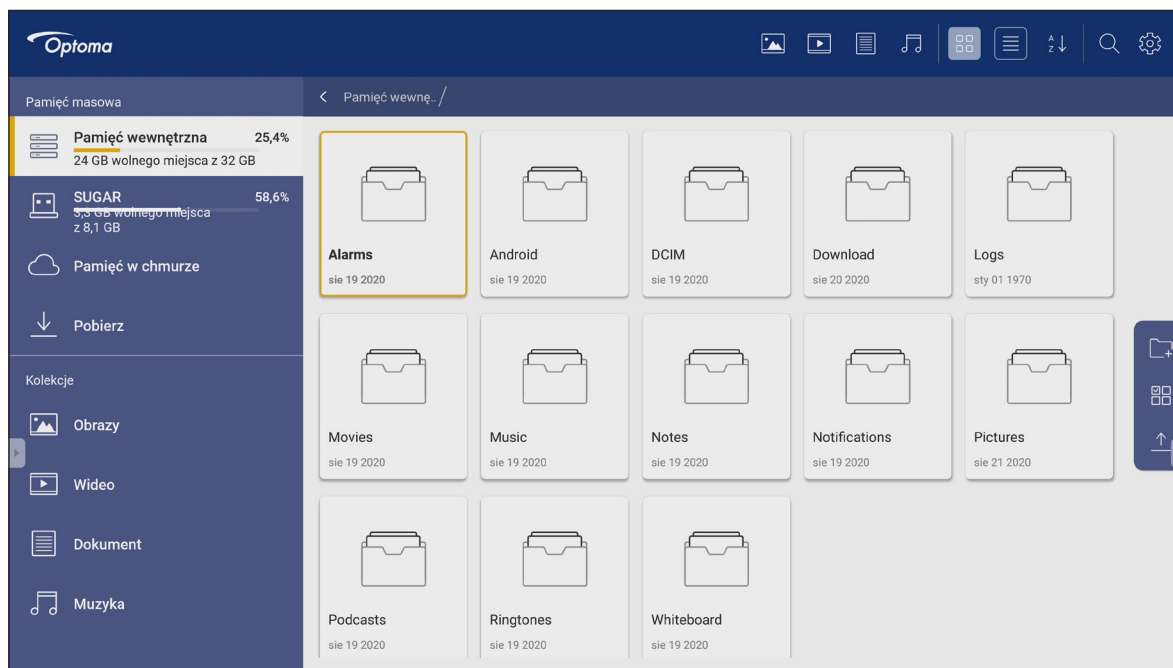 Optoma
A
Z
Pamięć masowa
Pamięć wewnę../
Pamięć wewnętrzna 25,4%
24 GB wolnego miejsca z 32 GB
SUGAR 58,6%
3,3 GB wolnego miejsca
z 8,1 GB
Pamięć w chmurze
Pobierz
Kolekcje
Obrazy
Wideo
Dokument
Muzyka
Alarms
sie 19 2020
Android
sie 19 2020
DCIM
sie 19 2020
Download
sie 20 2020
Logs
sty 01 1970
Movies
sie 19 2020
Music
sie 19 2020
Notes
sie 19 2020
Notifications
sie 19 2020
Pictures
sie 21 2020
Podcasts
sie 19 2020
Ringtones
sie 19 2020
Whiteboard
sie 19 2020